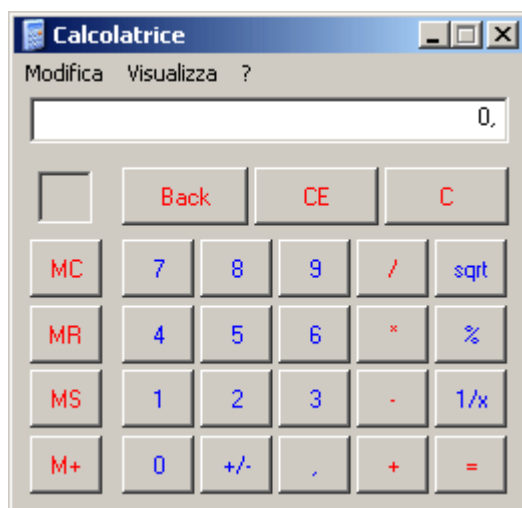 Calcolatrice
Modifica Visualizza ?
0,
Back CE C
MC 7 8 9 / sqrt
MR 4 5 6 * %
MS 1 2 3 - 1/x
M+ 0 +/- , + =